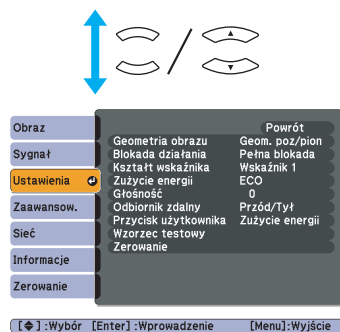 Obraz
Sygnał
Ustawienia
Zaawansow.
Sieć
Informacje
Zerowanie
Powrót
Geometria obrazu Geom. poz/pion
Blokada działania Pełna blokada
Kształt wskaźnika Wskaźnik 1
Zużycie energii ECO
Głośność 0
Odbiornik zdalny Przód/Tył
Przycisk użytkownika Zużycie energii
Wzorzec testowy
Zerowanie
[◆] :Wybór [Enter] :Wprowadzenie [Menu]:Wyjście